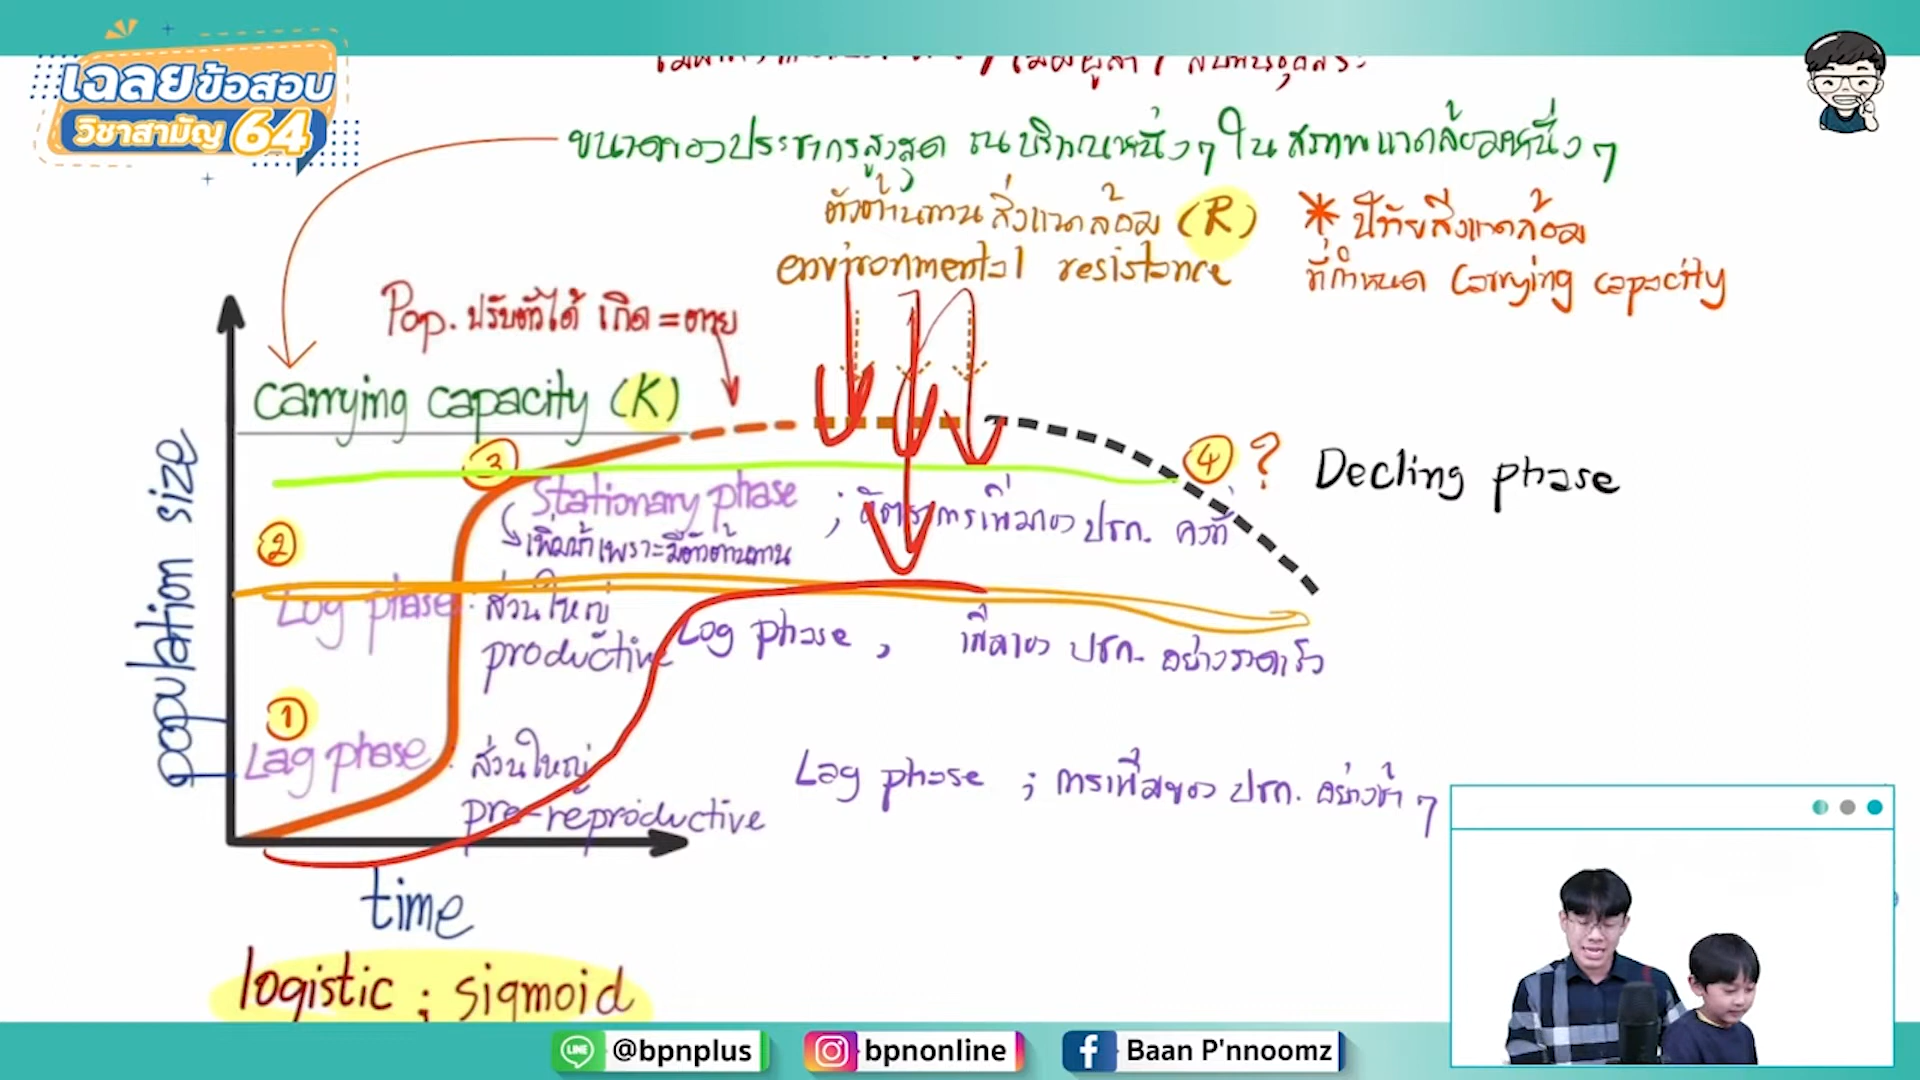 เฉลยข้อสอบ
วิชาสามัญ 64
ขนาดของประชากรสูงสุด ณ บริเวณหนึ่งๆ ในสภาพแวดล้อมหนึ่งๆ
ตัวต้านทานสิ่งแวดล้อม (R)
environmental resistance
* ปัจจัยสิ่งแวดล้อม
ที่กำหนด Carrying capacity
Pop. ปรับตัวได้ เกิด = ตาย
Carrying capacity (K)
population size
3
Stationary phase ; อัตราการเพิ่มของ ปชก. คงที่
เพิ่มช้าเพราะมีตัวต้านทาน
4 ? Decling phase
2
Log phase ส่วนใหญ่
productive
Log phase , เพิ่มของ ปชก. อย่างรวดเร็ว
1
Lag phase ส่วนใหญ่
pre-reproductive
Lag phase ; การเพิ่มของ ปชก. อย่างช้าๆ
time
logistic ; sigmoid
LINE @bpnplus bpnonline Baan P'nnoomz